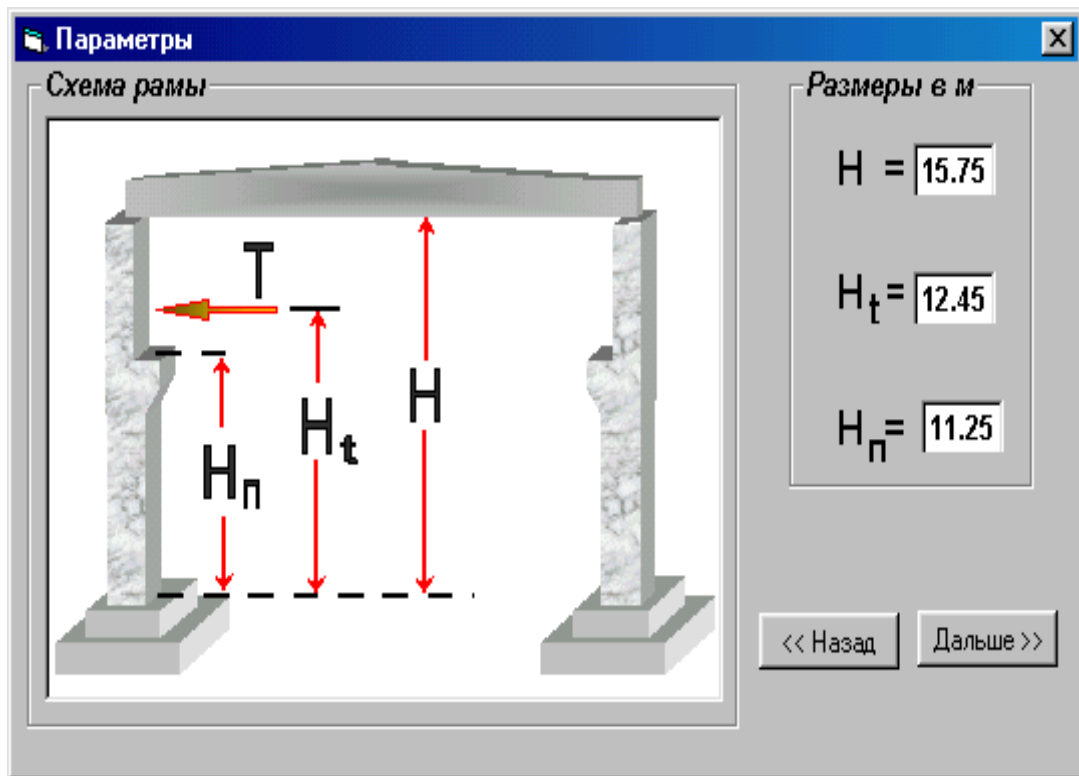 Параметры
Схема рамы
Размеры в м
T
H
Ht
Hп
H = 15.75
Ht = 12.45
Hп = 11.25
<< Назад
Дальше >>